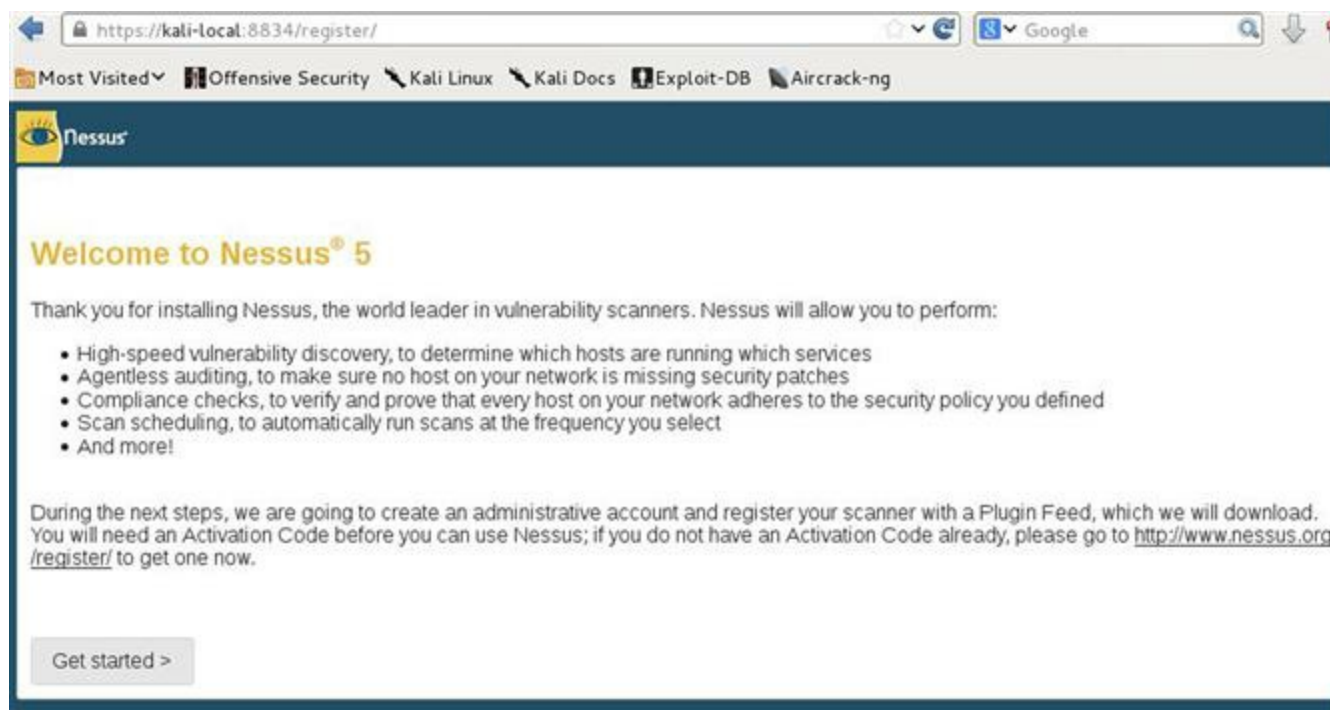 https://kali-local:8834/register/
Google
Most Visited
Offensive Security
Kali Linux
Kali Docs
Exploit-DB
Aircrack-ng
Nessus
Welcome to Nessus® 5
Thank you for installing Nessus, the world leader in vulnerability scanners. Nessus will allow you to perform:
• High-speed vulnerability discovery, to determine which hosts are running which services
• Agentless auditing, to make sure no host on your network is missing security patches
• Compliance checks, to verify and prove that every host on your network adheres to the security policy you defined
• Scan scheduling, to automatically run scans at the frequency you select
• And more!
During the next steps, we are going to create an administrative account and register your scanner with a Plugin Feed, which we will download.
You will need an Activation Code before you can use Nessus; if you do not have an Activation Code already, please go to http://www.nessus.org
/register/ to get one now.
Get started >